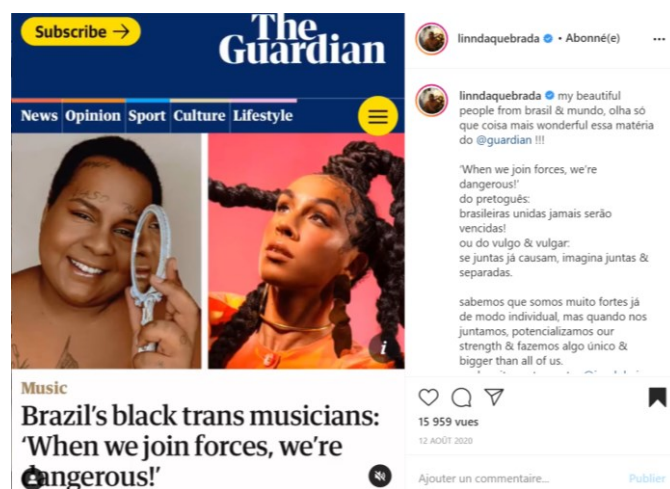 Subscribe →
The
Guardian
News Opinion Sport Culture Lifestyle
i
Music
Brazil's black trans musicians:
'When we join forces, we're
dangerous!'
linndaquebrada • Abonné(e)
linndaquebrada my beautiful
people from brasil & mundo, olha só
que coisa mais wonderful essa matéria
do @guardian !!!
'When we join forces, we're
dangerous!'
do pretoguês:
brasileiras unidas jamais serão
vencidas!
ou do vulgo & vulgar:
se juntas já causam, imagina juntas &
separadas.
sabemos que somos muito fortes já
de modo individual, mas quando nos
juntamos, potencializamos our
strength & fazemos algo único &
bigger than all of us.
15 959 vues
12 AOÛT 2020
Ajouter un commentaire... Publier